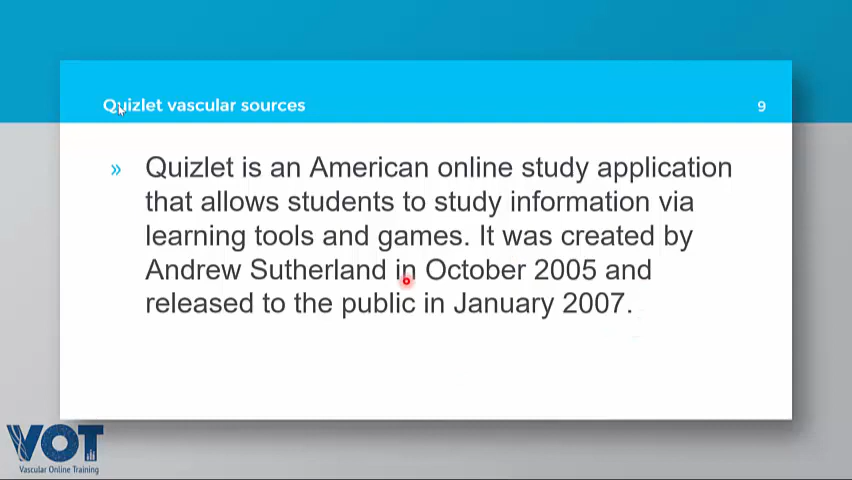 Quizlet vascular sources
9
» Quizlet is an American online study application
that allows students to study information via
learning tools and games. It was created by
Andrew Sutherland in October 2005 and
released to the public in January 2007.
VOT
Vascular Online Training